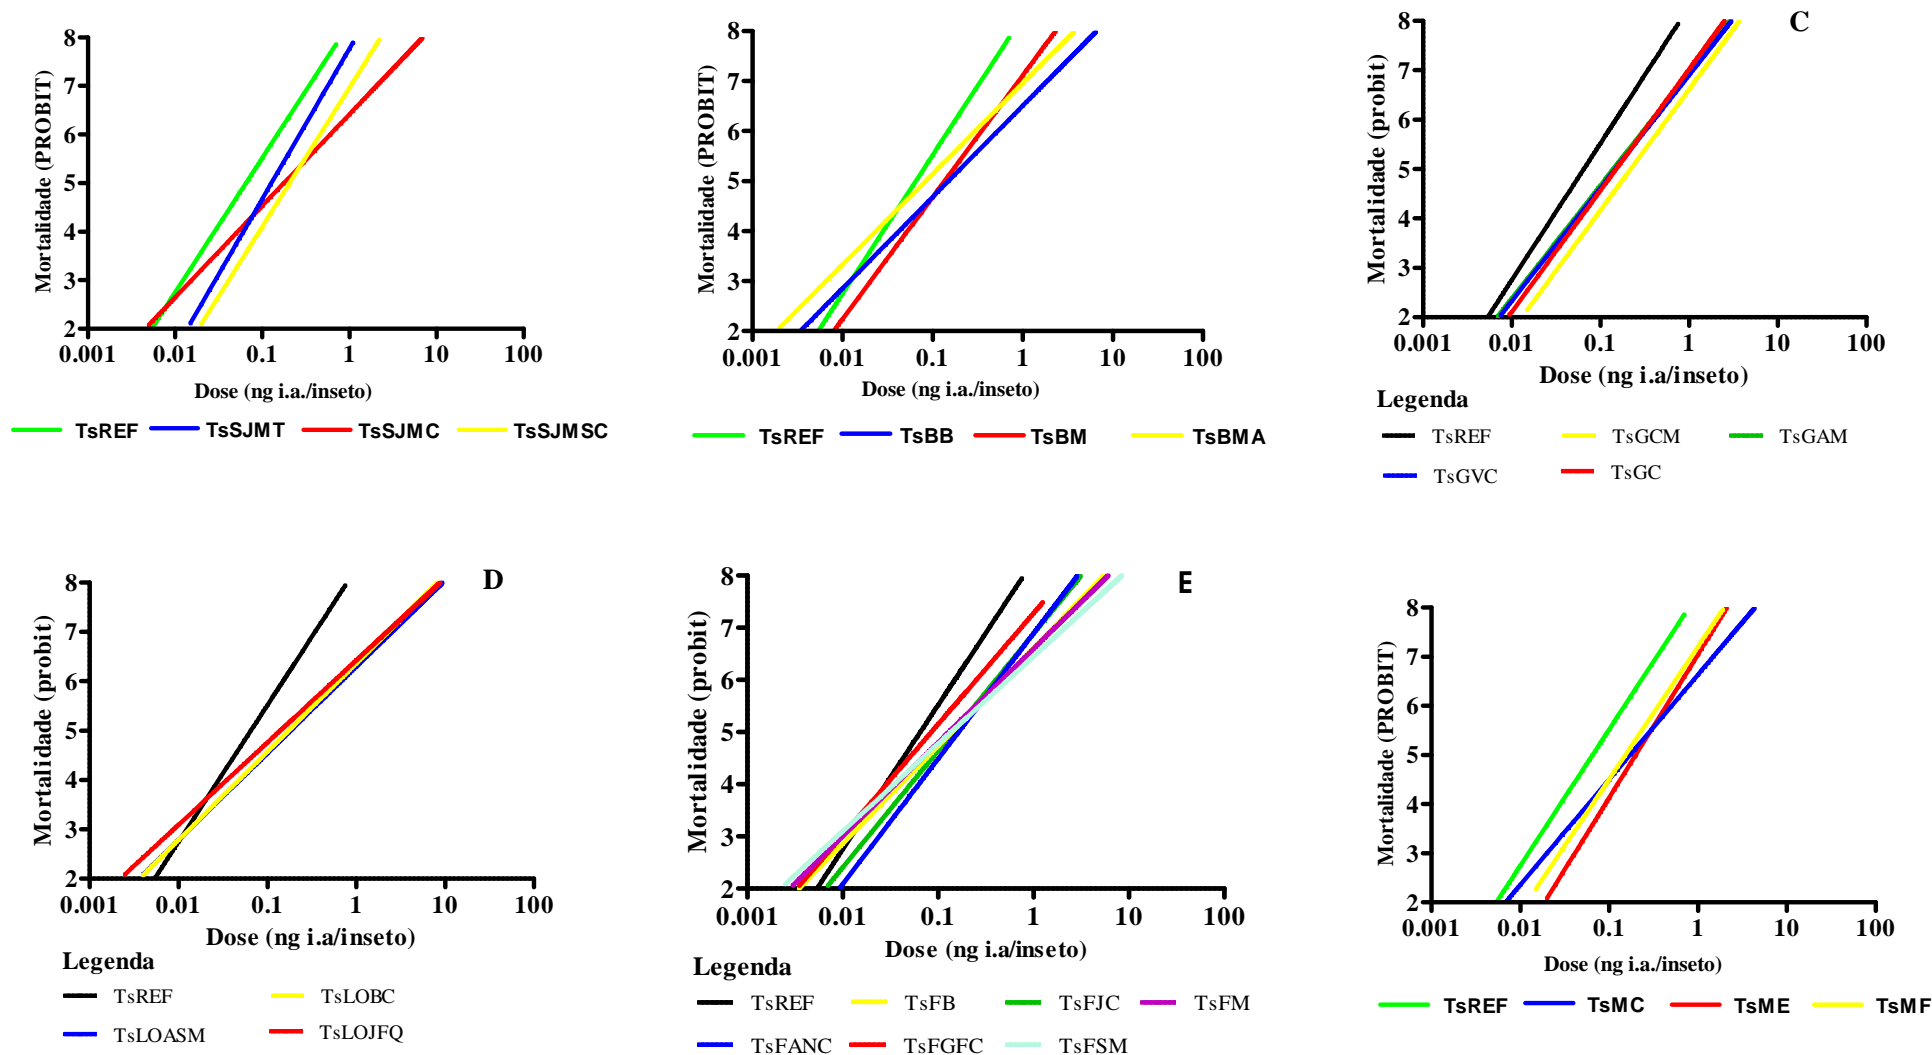 Mortalidade (PROBIT)
8
7
6
5
4
3
2
0.001 0.01 0.1 1 10 100
Dose (ng i.a./inseto)
TsREF TsSJMT TsSJMC TsSJMSC
Mortalidade (PROBIT)
8
7
6
5
4
3
2
0.001 0.01 0.1 1 10 100
Dose (ng i.a./inseto)
TsREF TsBB TsBM TsBMA
C
Mortalidade (probit)
8
7
6
5
4
3
2
0.001 0.01 0.1 1 10 100
Dose (ng i.a/inseto)
Legenda
TsREF TsGCM TsGAM
TsGVC TsGC
D
Mortalidade (probit)
8
7
6
5
4
3
2
0.001 0.01 0.1 1 10 100
Dose (ng i.a/inseto)
Legenda
TsREF TsLOBC
TsLOASM TsLOJFQ
E
Mortalidade (probit)
8
7
6
5
4
3
2
0.001 0.01 0.1 1 10 100
Dose (ng i.a/inseto)
Legenda
TsREF TsFB TsFJC TsFM
TsFANC TsFGFC TsFSM
Mortalidade (PROBIT)
8
7
6
5
4
3
2
0.001 0.01 0.1 1 10 100
Dose (ng i.a./inseto)
TsREF TsMC TsME TsMF